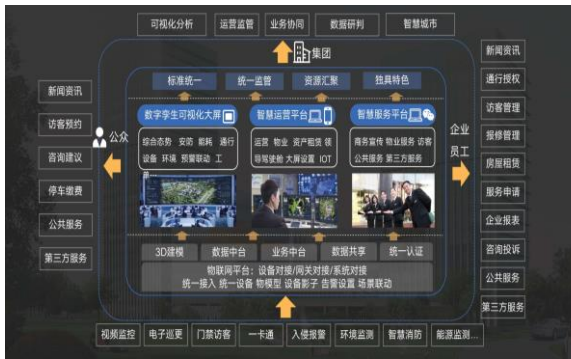 可视化分析 运营监管 业务协同 数据研判 智慧城市
集团
标准统一 统一监管 资源汇聚 独具特色
新闻资讯
访客预约
咨询建议
停车缴费
公共服务
第三方服务
公众
数字孪生可视化大屏
综合态势 安防 能耗 通行
设备 环境 预警联动 工
智慧运营平台
运营 物业 资产租赁 领
导驾驶舱 大屏设置 IOT
智慧服务平台
商务宣传 物业服务 访客
公共服务 第三方服务
企业
员工
新闻资讯
通行授权
访客管理
报修管理
房屋租赁
服务申请
企业报表
咨询投诉
公共服务
第三方服务
3D建模 数据中台 业务中台 数据共享 统一认证
物联网平台：设备对接/网关对接/系统对接
统一接入 统一设备 物模型 设备影子 告警设置 场景联动
视频监控 电子巡更 门禁访客 一卡通 入侵报警 环境监测 智慧消防 能源监测...